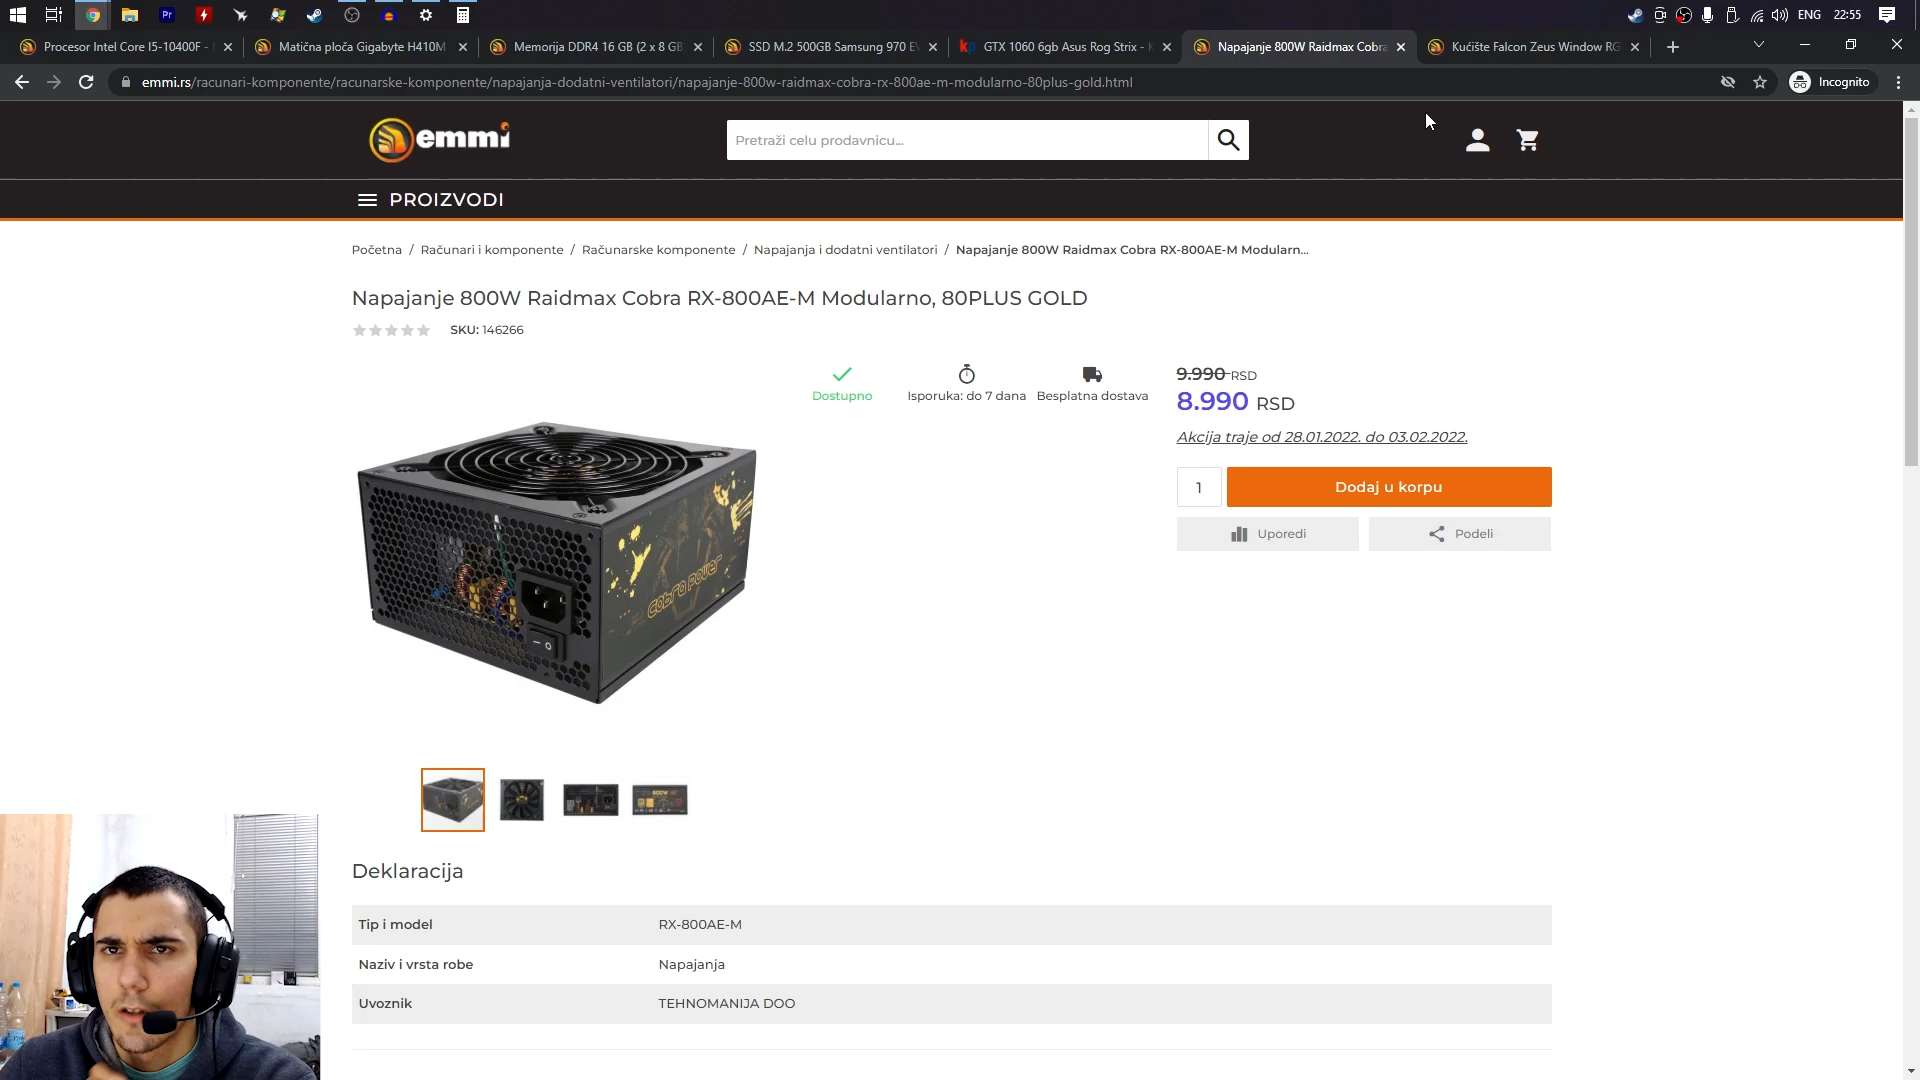 ENG 22:55
Procesor Intel Core I5-10400F -
Matična ploča Gigabyte H410M
Memorija DDR4 16 GB (2 x 8 GB
SSD M.2 500GB Samsung 970 E
GTX 1060 6gb Asus Rog Strix -
Napajanje 800W Raidmax Cobra
Kućište Falcon Zeus Window RG
emmi.rs/racunari-komponente/racunarske-komponente/napajanja-dodatni-ventilatori/napajanje-800w-raidmax-cobra-rx-800ae-m-modularno-80plus-gold.html
Incognito
emmi
Pretraži celu prodavnicu...
PROIZVODI
Početna / Računari i komponente / Računarske komponente / Napajanja i dodatni ventilatori / Napajanje 800W Raidmax Cobra RX-800AE-M Modularn...
Napajanje 800W Raidmax Cobra RX-800AE-M Modularno, 80PLUS GOLD
SKU: 146266
Dostupno
Isporuka: do 7 dana
Besplatna dostava
9.990 RSD
8.990 RSD
Akcija traje od 28.01.2022. do 03.02.2022.
1
Dodaj u korpu
Uporedi
Podeli
Cobra Power
Deklaracija
Tip i model RX-800AE-M
Naziv i vrsta robe Napajanja
Uvoznik TEHNOMANIJA DOO